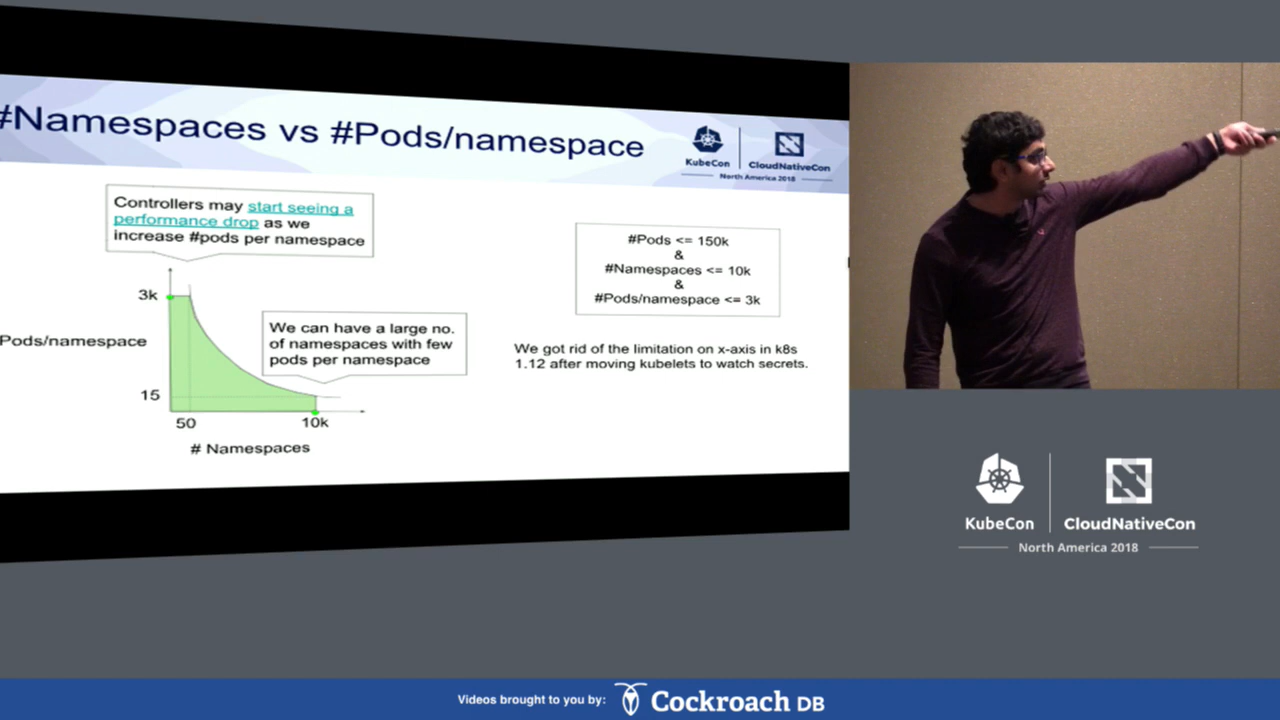 #Namespaces vs #Pods/namespace
KubeCon
CloudNativeCon
North America 2018
Controllers may start seeing a
performance drop as we
increase #pods per namespace
3k
We can have a large no.
of namespaces with few
pods per namespace
Pods/namespace
15
50
10k
# Namespaces
#Pods <= 150k
&
#Namespaces <= 10k
&
#Pods/namespace <= 3k
We got rid of the limitation on x-axis in k8s
1.12 after moving kubelets to watch secrets.
KubeCon
CloudNativeCon
North America 2018
Videos brought to you by:
Cockroach DB